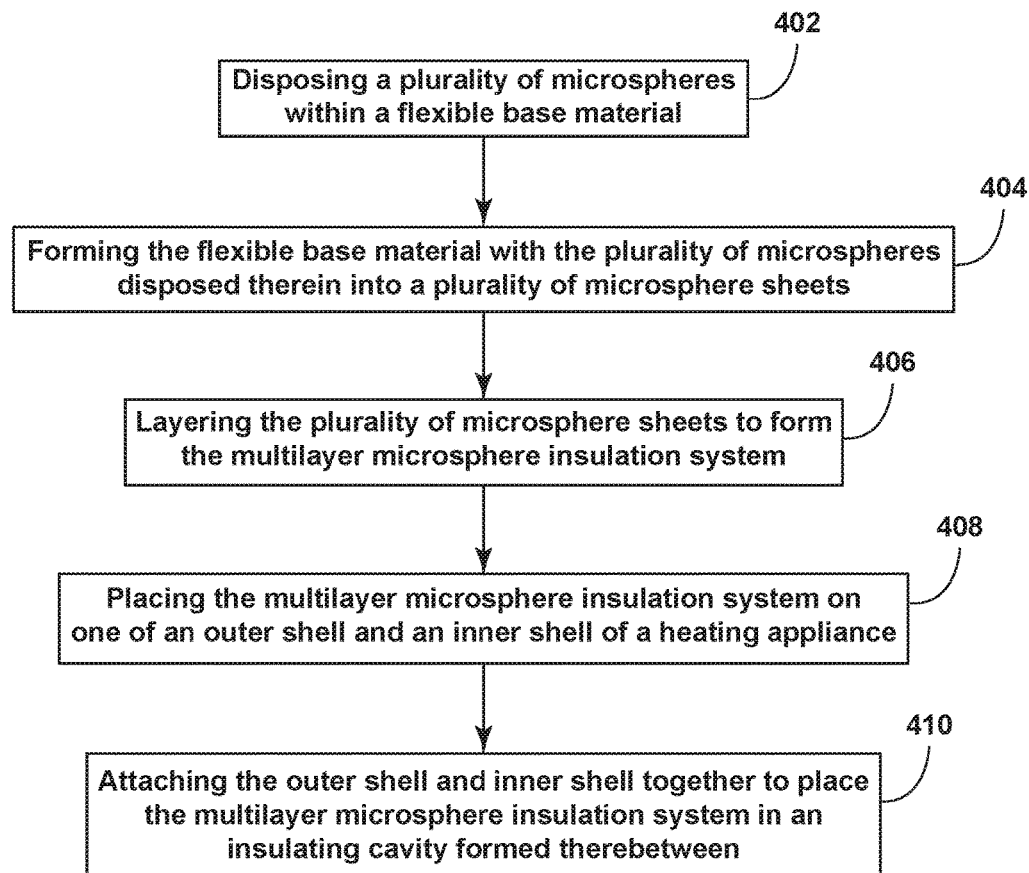 402
Disposing a plurality of microspheres
within a flexible base material
404
Forming the flexible base material with the plurality of microspheres
disposed therein into a plurality of microsphere sheets
406
Layering the plurality of microsphere sheets to form
the multilayer microsphere insulation system
408
Placing the multilayer microsphere insulation system on
one of an outer shell and an inner shell of a heating appliance
410
Attaching the outer shell and inner shell together to place
the multilayer microsphere insulation system in an
insulating cavity formed therebetween